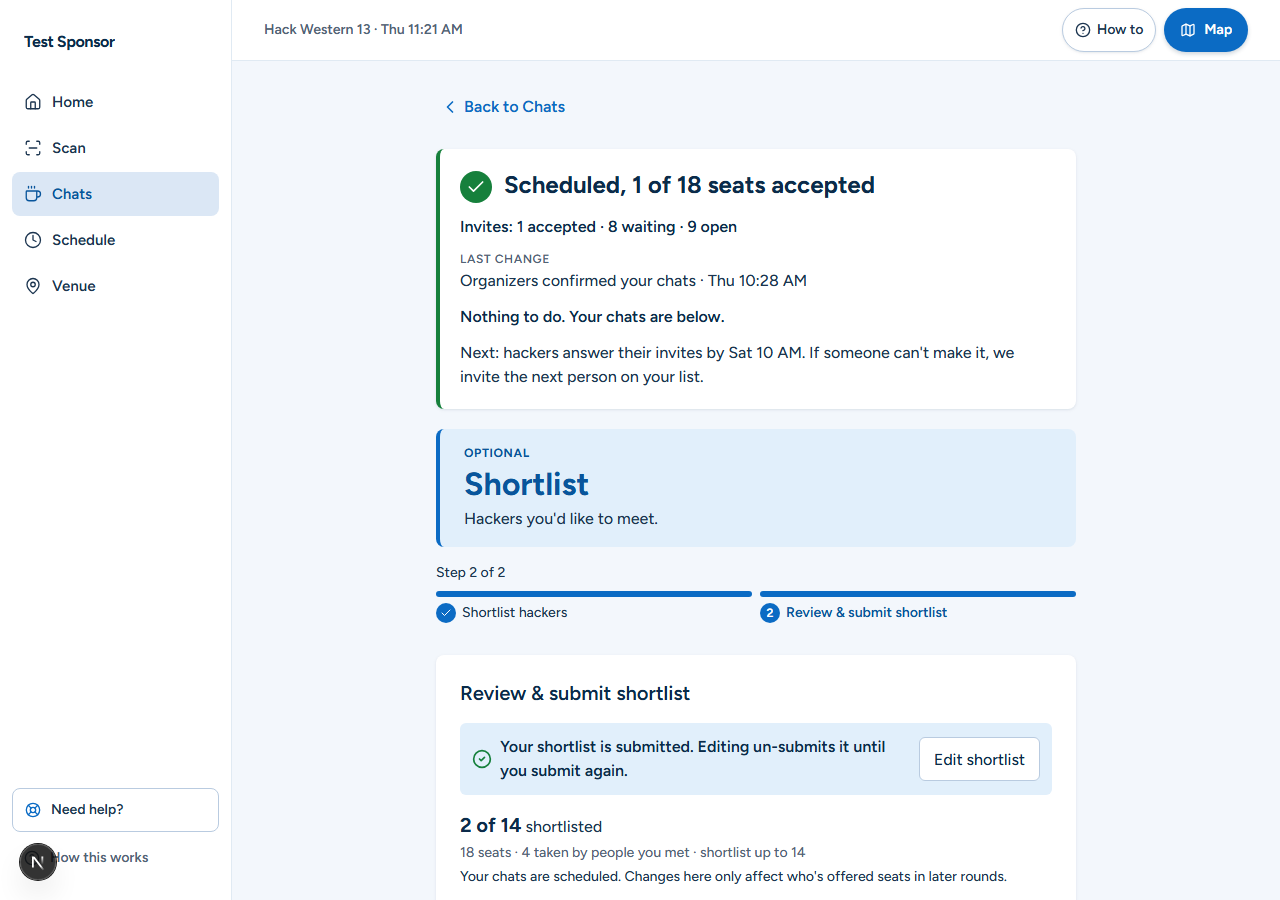 Test Sponsor
Hack Western 13 · Thu 11:21 AM
How to
Map
Home
Scan
Chats
Schedule
Venue
Need help?
How this works
N
Back to Chats
Scheduled, 1 of 18 seats accepted
Invites: 1 accepted · 8 waiting · 9 open
LAST CHANGE
Organizers confirmed your chats · Thu 10:28 AM
Nothing to do. Your chats are below.
Next: hackers answer their invites by Sat 10 AM. If someone can't make it, we
invite the next person on your list.
OPTIONAL
Shortlist
Hackers you'd like to meet.
Step 2 of 2
Shortlist hackers
2 Review & submit shortlist
Review & submit shortlist
Your shortlist is submitted. Editing un-submits it until
you submit again.
Edit shortlist
2 of 14 shortlisted
18 seats · 4 taken by people you met · shortlist up to 14
Your chats are scheduled. Changes here only affect who's offered seats in later rounds.